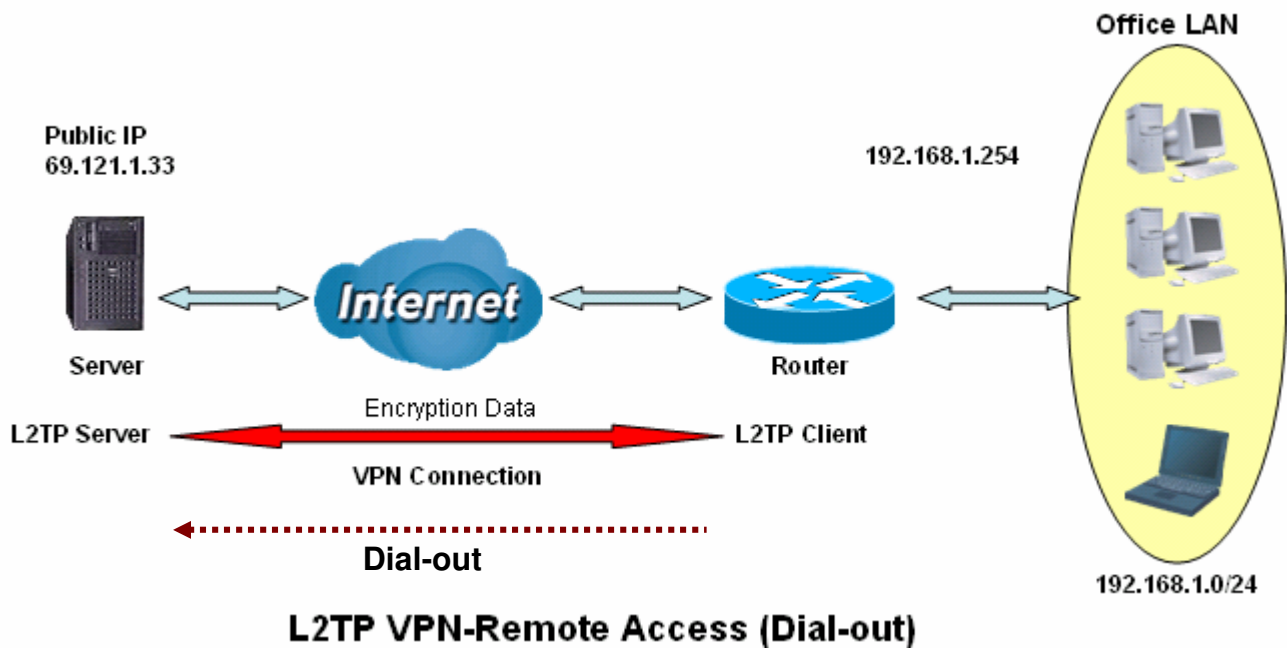 Office LAN
Public IP
69.121.1.33
192.168.1.254
Internet
Server
Router
Encryption Data
L2TP Server
L2TP Client
VPN Connection
Dial-out
192.168.1.0/24
L2TP VPN-Remote Access (Dial-out)